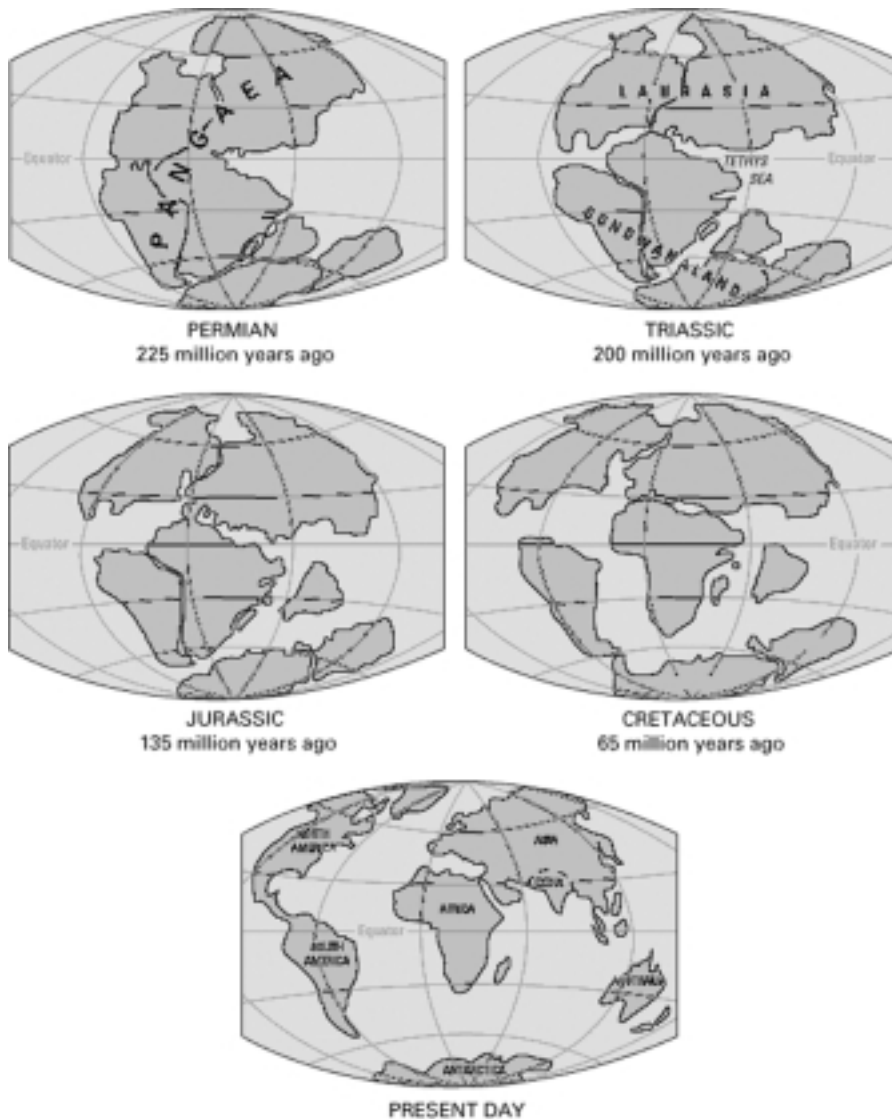 PANGAEA
Equator
PERMIAN
225 million years ago
LAURASIA
TETHYS
SEA
Equator
GONDWANALAND
TRIASSIC
200 million years ago
Equator
JURASSIC
135 million years ago
Equator
CRETACEOUS
65 million years ago
NORTH
AMERICA
ASIA
INDIA
AFRICA
Equator
SOUTH
AMERICA
AUSTRALIA
ANTARCTICA
PRESENT DAY